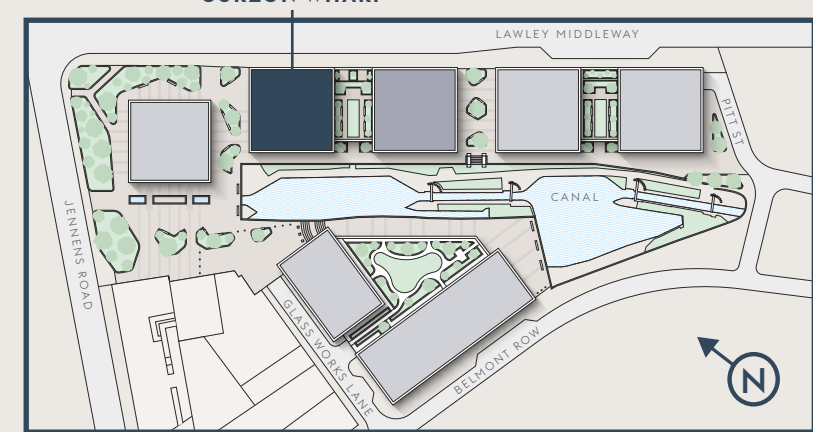 LAWLEY MIDDLEWAY
PITT ST
CANAL
JENNENS ROAD
GLASS WORKS LANE
BELMONT ROW
N